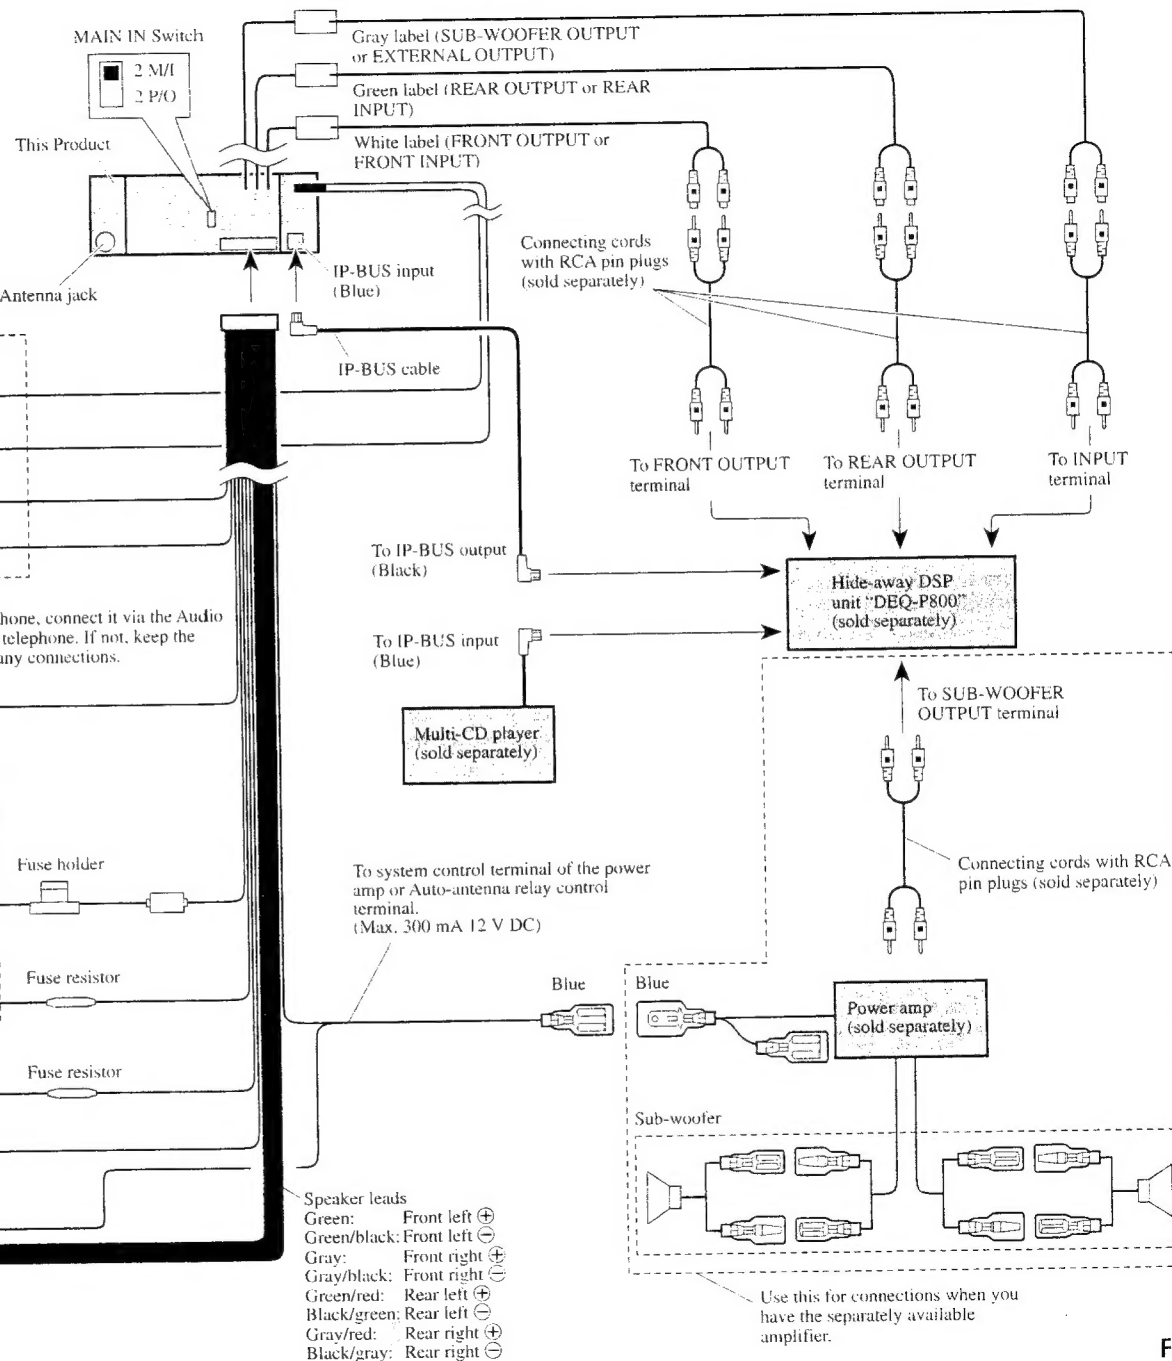 MAIN IN Switch
2 M/I
2 P/O
Gray label (SUB-WOOFER OUTPUT
or EXTERNAL OUTPUT)
Green label (REAR OUTPUT or REAR
INPUT)
White label (FRONT OUTPUT or
FRONT INPUT)
This Product
Antenna jack
IP-BUS input
(Blue)
IP-BUS cable
Connecting cords
with RCA pin plugs
(sold separately)
To FRONT OUTPUT
terminal
To REAR OUTPUT
terminal
To INPUT
terminal
To IP-BUS output
(Black)
Hide-away DSP
unit "DEQ-P800"
(sold separately)
hone, connect it via the Audio
telephone. If not, keep the
any connections.
To IP-BUS input
(Blue)
Multi-CD player
(sold separately)
To SUB-WOOFER
OUTPUT terminal
Fuse holder
To system control terminal of the power
amp or Auto-antenna relay control
terminal.
(Max. 300 mA 12 V DC)
Connecting cords with RCA
pin plugs (sold separately)
Fuse resistor
Blue
Blue
Power amp
(sold separately)
Fuse resistor
Sub-woofer
Speaker leads
Green: Front left ⊕
Green/black: Front left ⊖
Gray: Front right ⊕
Gray/black: Front right ⊖
Green/red: Rear left ⊕
Black/green: Rear left ⊖
Gray/red: Rear right ⊕
Black/gray: Rear right ⊖
Use this for connections when you
have the separately available
amplifier.
F